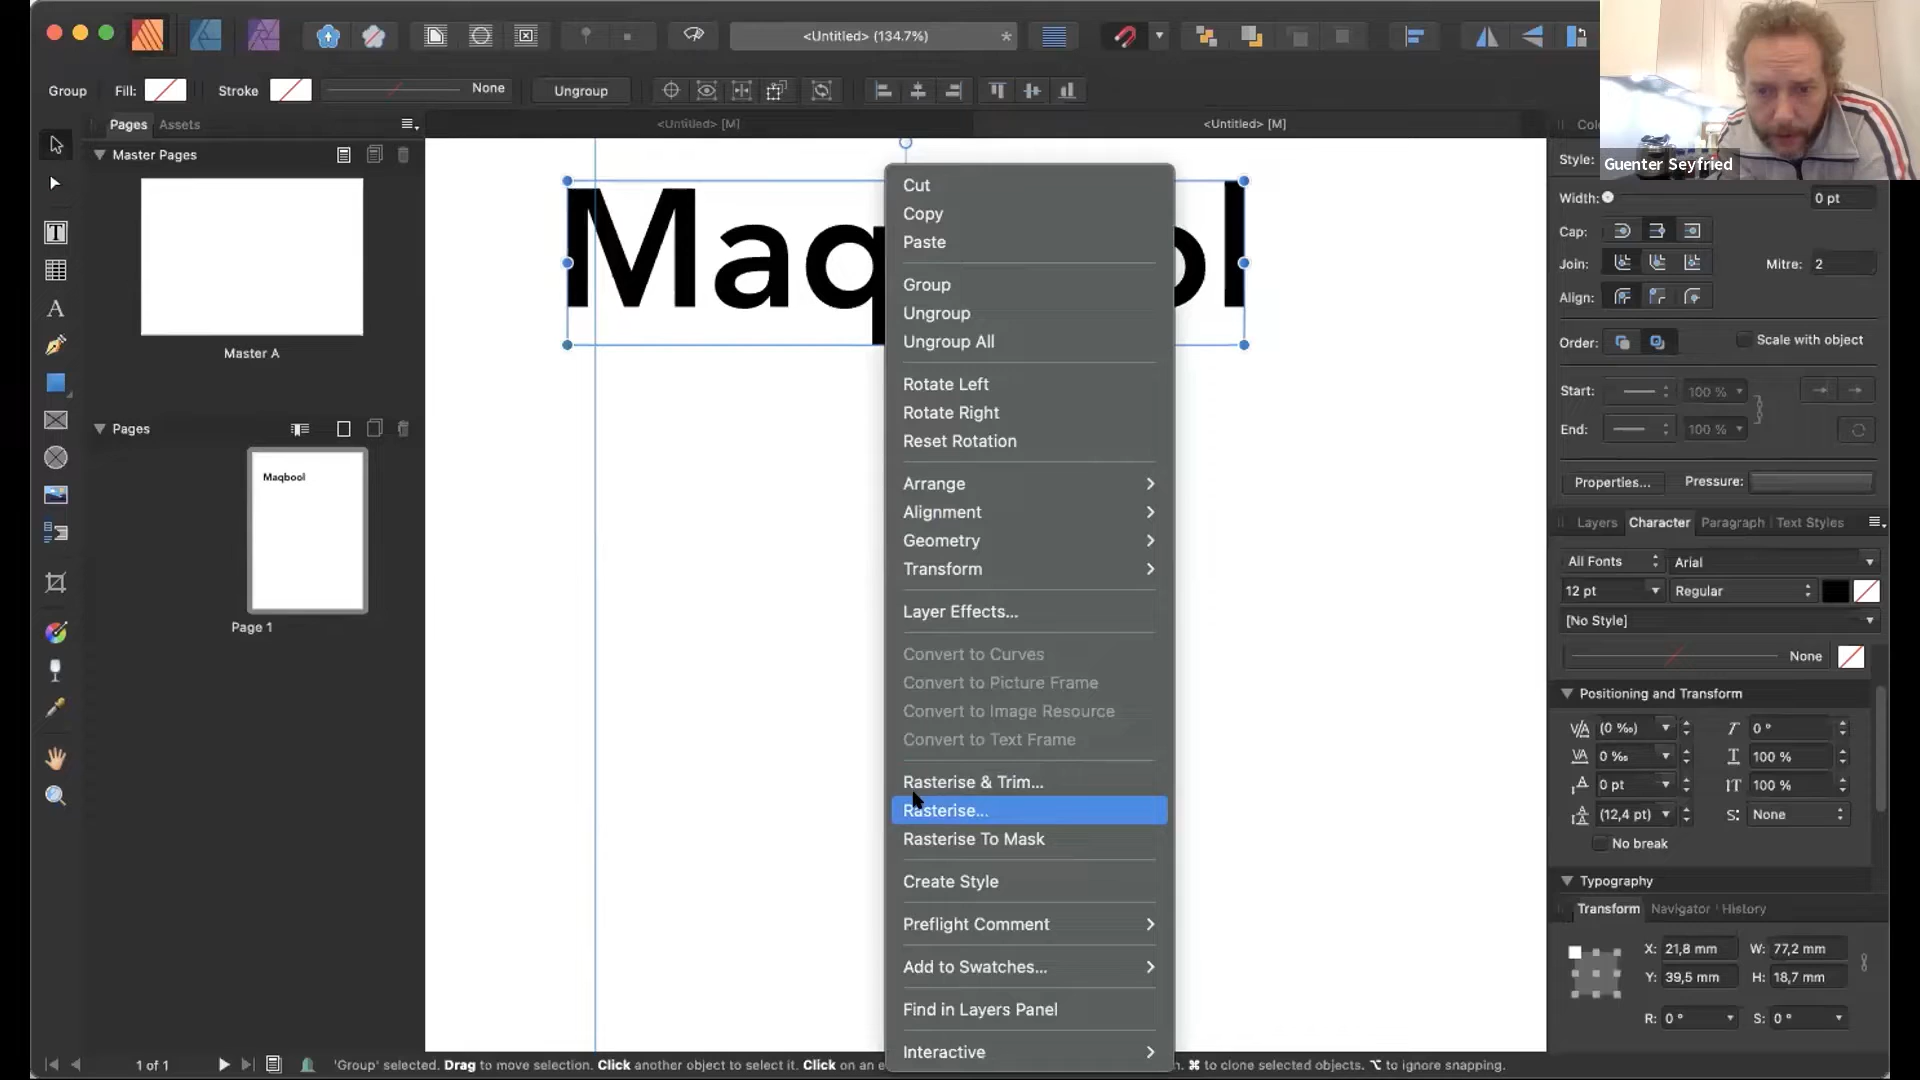 <Untitled> (134.7%)
*
Guenter Seyfried
Group
Fill:
Stroke
None
Ungroup
Pages
Assets
<Untitled> [M]
<Untitled> [M]
Master Pages
Master A
Pages
Maqbool
Page 1
Cut
Copy
Paste
Group
Ungroup
Ungroup All
Rotate Left
Rotate Right
Reset Rotation
Arrange
Alignment
Geometry
Transform
Layer Effects...
Convert to Curves
Convert to Picture Frame
Convert to Image Resource
Convert to Text Frame
Rasterise & Trim...
Rasterise...
Rasterise To Mask
Create Style
Preflight Comment
Add to Swatches...
Find in Layers Panel
Interactive
Style:
Width:
0 pt
Cap:
Join:
Mitre:
2
Align:
Order:
Scale with object
Start:
100 %
End:
100 %
Properties...
Pressure:
Layers
Character
Paragraph
Text Styles
All Fonts
Arial
12 pt
Regular
[No Style]
None
Positioning and Transform
(0 ‰)
0 °
0 ‰
100 %
0 pt
100 %
(12,4 pt)
S:
None
No break
Typography
Transform
Navigator
History
X: 21,8 mm
W: 77,2 mm
Y: 39,5 mm
H: 18,7 mm
R: 0 °
S: 0 °
1 of 1
'Group' selected. Drag to move selection. Click another object to select it. Click on an
⌘ to clone selected objects. ⌥ to ignore snapping.